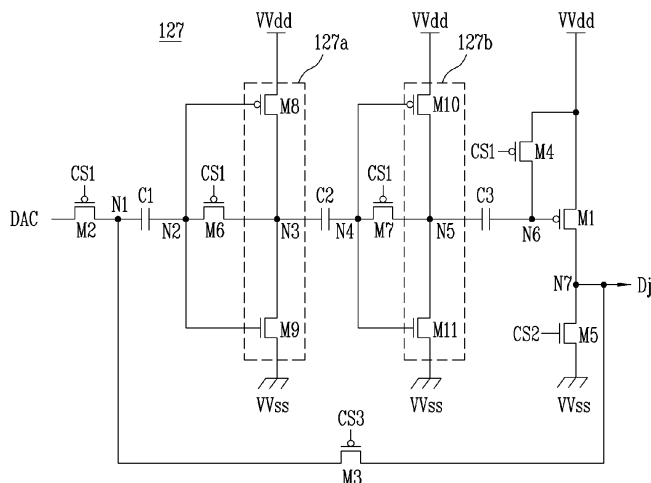 127
VVdd
127a
VVdd
127b
VVdd
M8
M10
CS1
M4
CS1
C1
CS1
C2
CS1
C3
DAC
N1
N2
N3
N4
N5
N6
M1
M2
M6
M7
N7
Dj
M9
M11
CS2
M5
VVss
VVss
VVss
CS3
M3